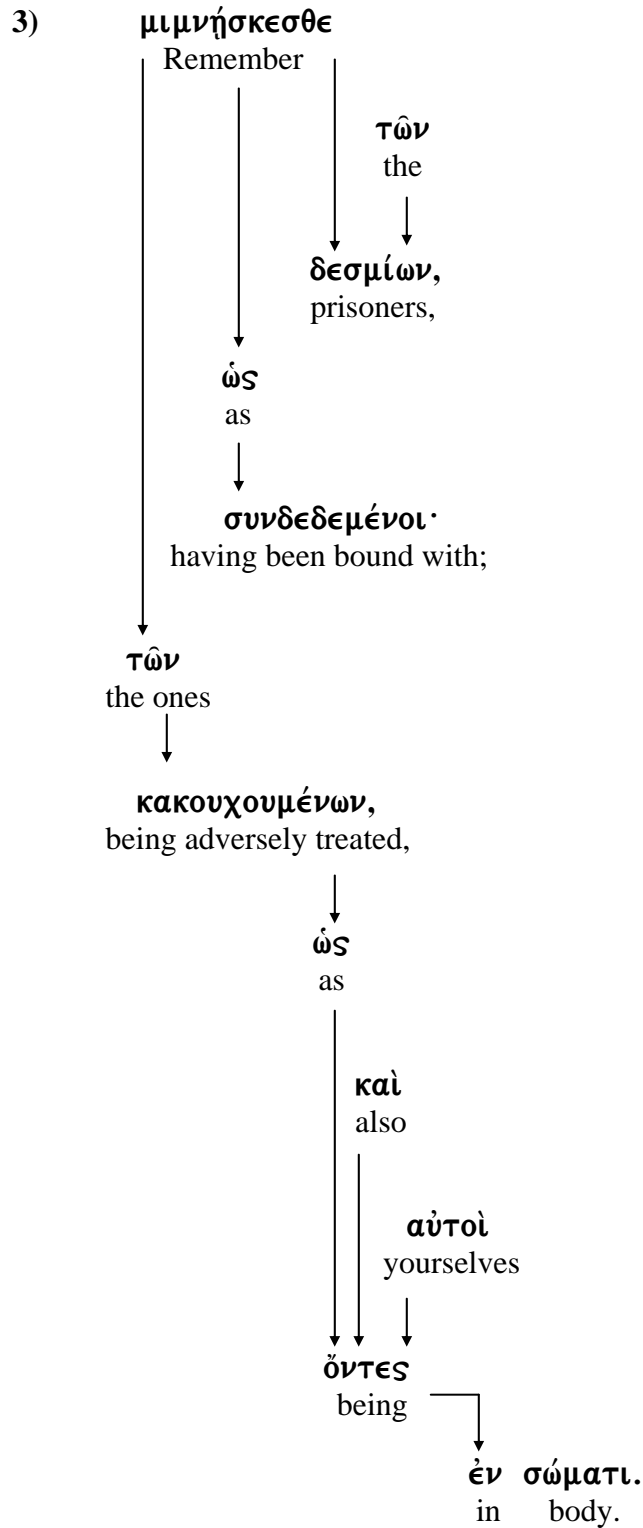 3) μιμνήσκεσθε
Remember
τῶν
the
δεσμίων,
prisoners,
ὡς
as
συνδεδεμένοι·
having been bound with;
τῶν
the ones
κακουχουμένων,
being adversely treated,
ὡς
as
καὶ
also
αὐτοὶ
yourselves
ὄντες
being
ἐν σώματι.
in body.